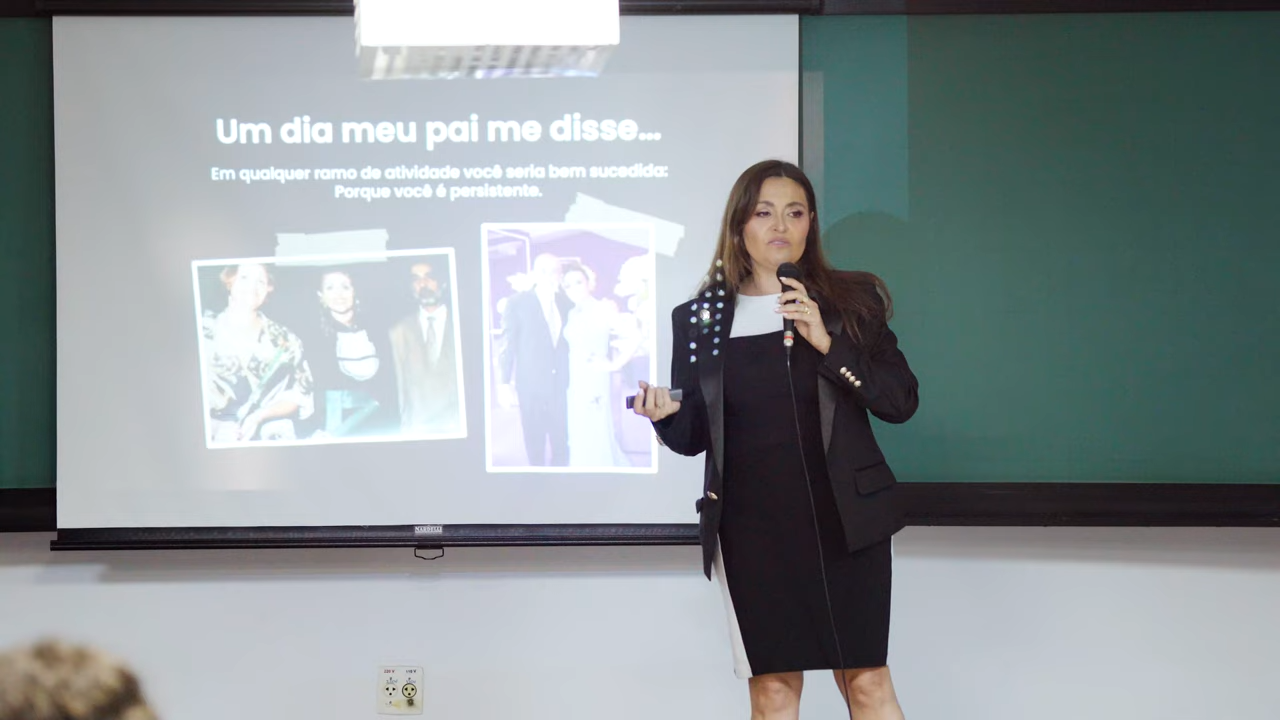 Um dia meu pai me disse...
Em qualquer ramo de atividade você seria bem sucedida:
Porque você é persistente.